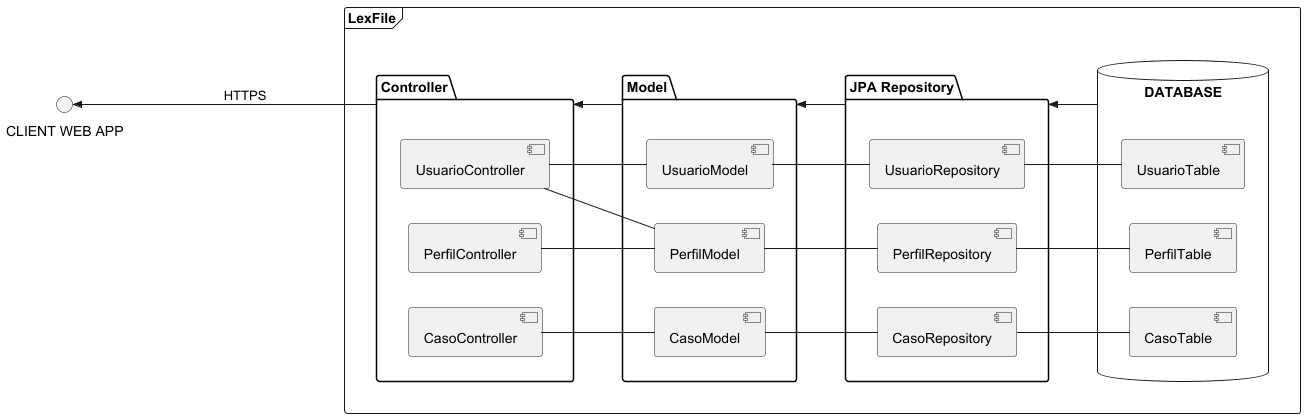 LexFile
HTTPS
CLIENT WEB APP
Controller
UsuarioController
PerfilController
CasoController
Model
UsuarioModel
PerfilModel
CasoModel
JPA Repository
UsuarioRepository
PerfilRepository
CasoRepository
DATABASE
UsuarioTable
PerfilTable
CasoTable